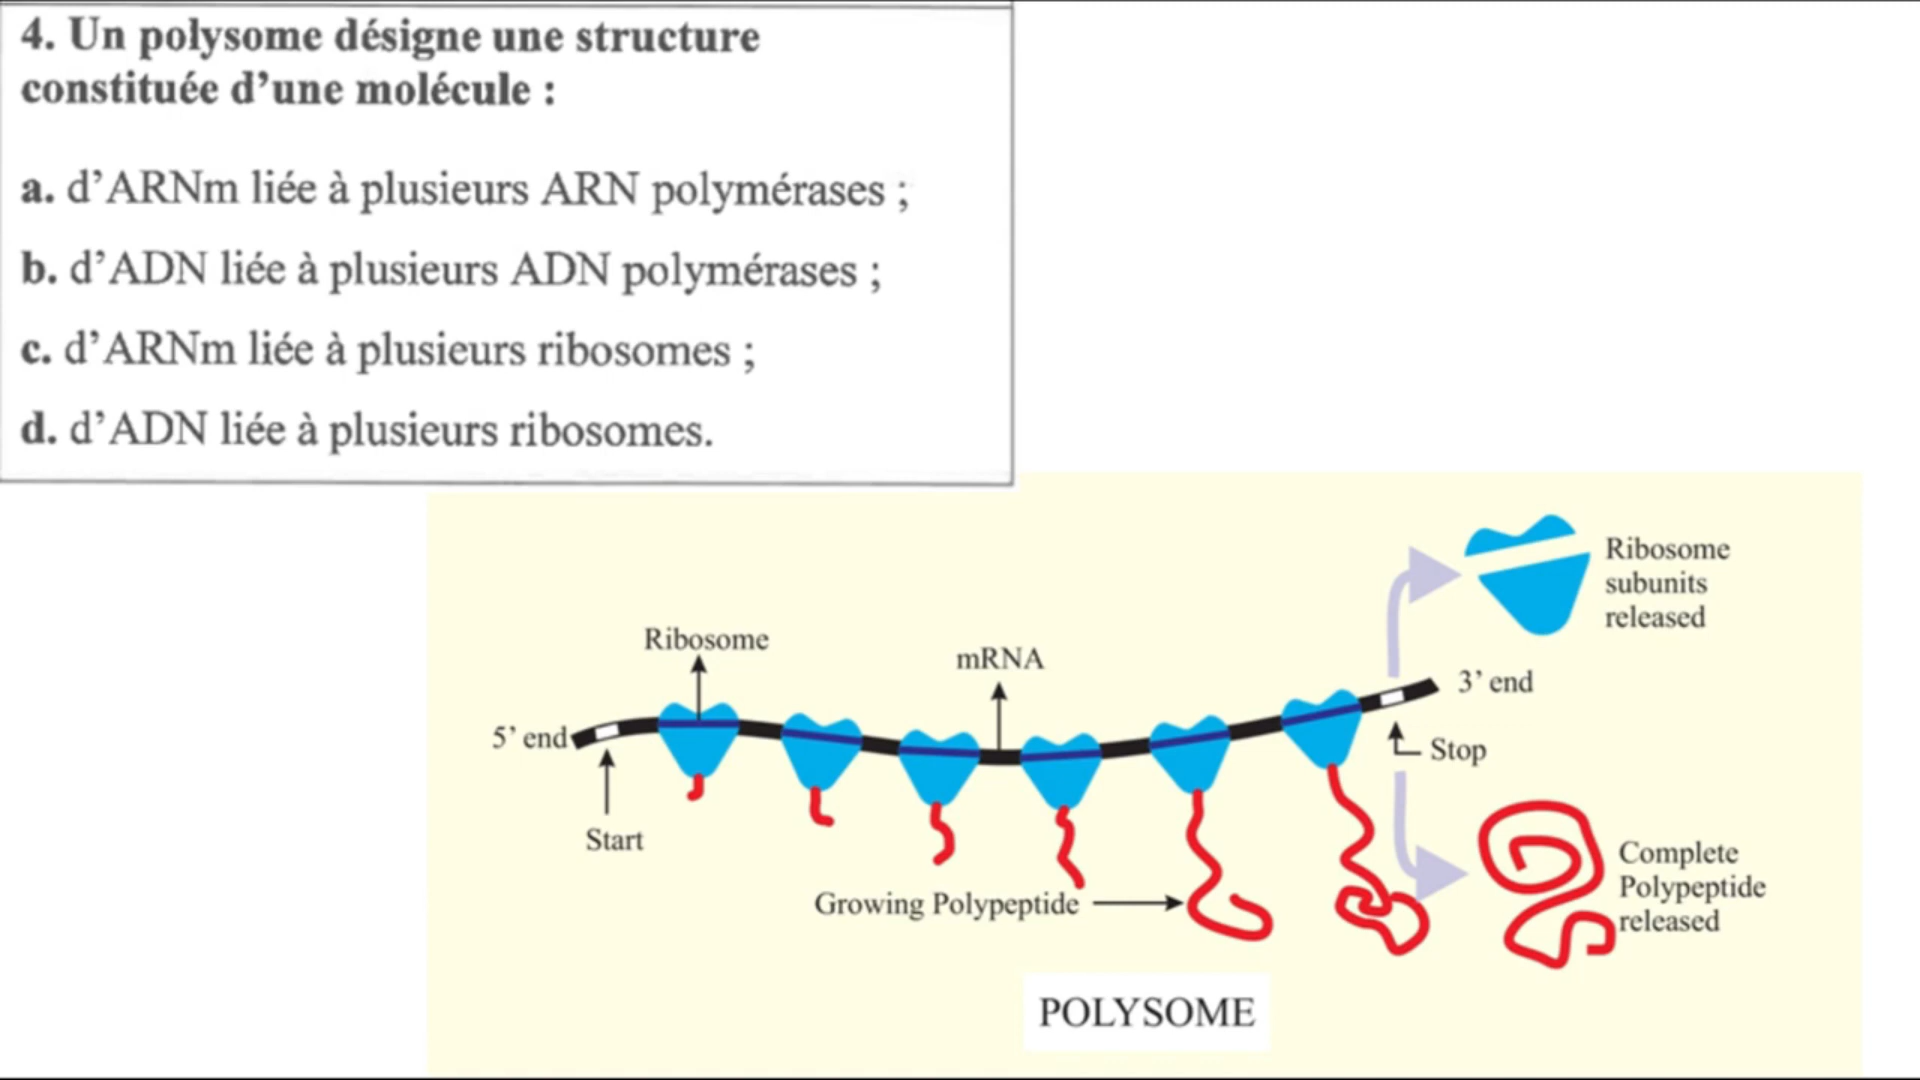 4. Un polysome désigne une structure
constituée d'une molécule :
a. d'ARNm liée à plusieurs ARN polymérases ;
b. d'ADN liée à plusieurs ADN polymérases ;
c. d'ARNm liée à plusieurs ribosomes ;
d. d'ADN liée à plusieurs ribosomes.
Ribosome
subunits
released
Ribosome
mRNA
3' end
5' end
Stop
Start
Growing Polypeptide
Complete
Polypeptide
released
POLYSOME